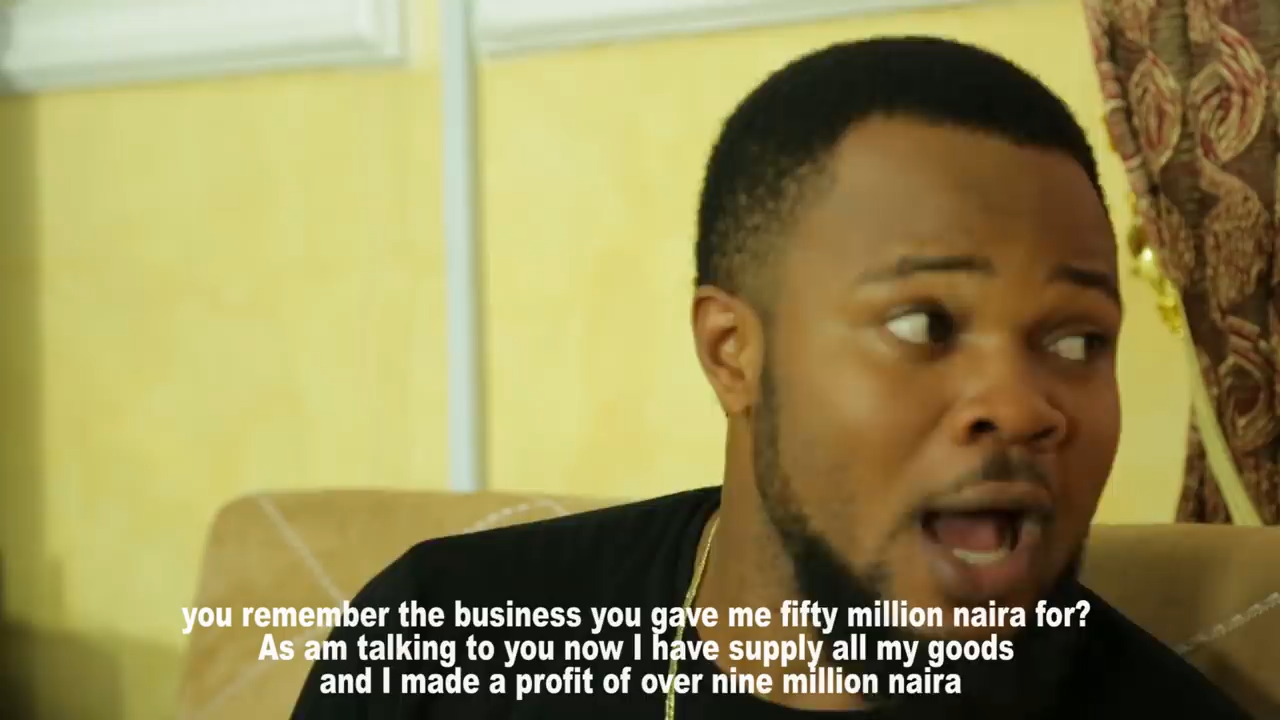 you remember the business you gave me fifty million naira for?
As am talking to you now I have supply all my goods
and I made a profit of over nine million naira